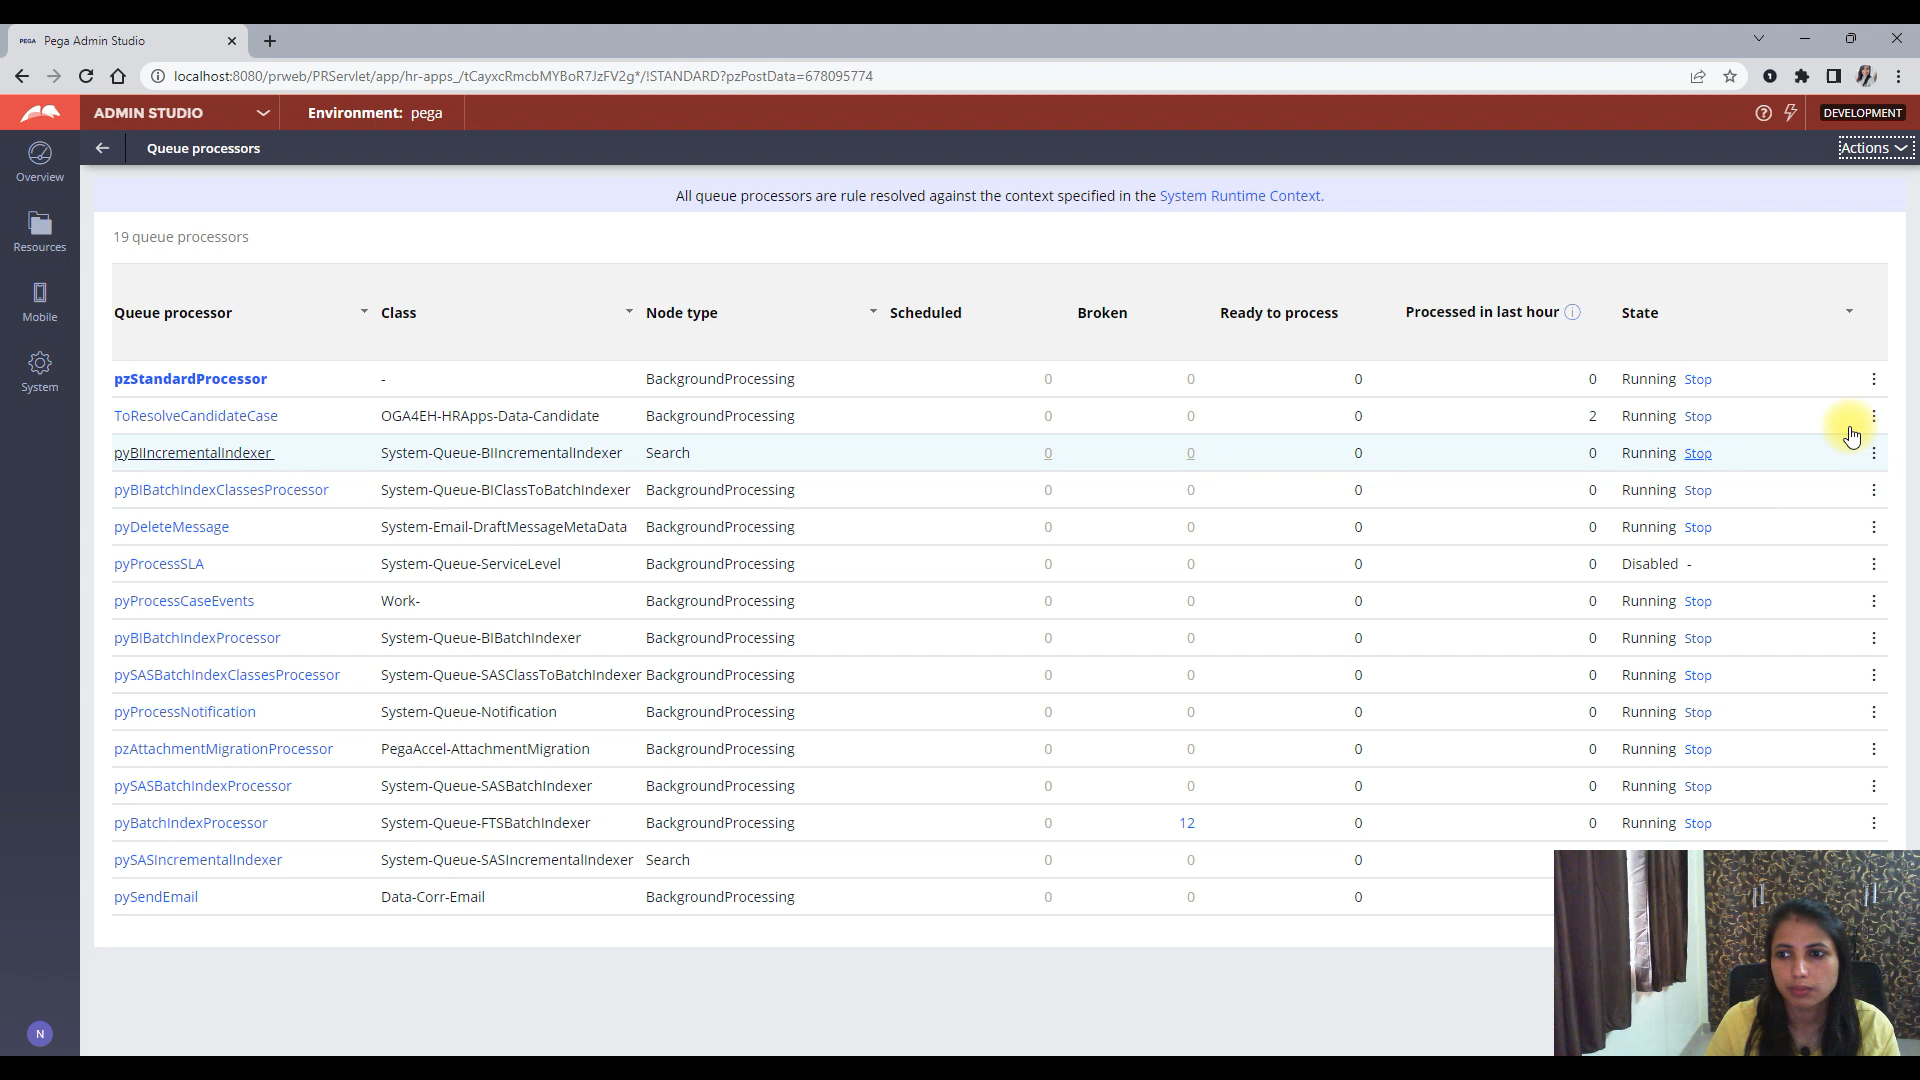 PEGA Pega Admin Studio
localhost:8080/prweb/PRServlet/app/hr-apps_/tCayxcRmcbMYBoR7JzFV2g*/!STANDARD?pzPostData=678095774
ADMIN STUDIO Environment: pega DEVELOPMENT
Queue processors Actions
Overview
Resources
Mobile
System
N
All queue processors are rule resolved against the context specified in the System Runtime Context.
19 queue processors
Queue processor Class Node type Scheduled Broken Ready to process Processed in last hour State
pzStandardProcessor - BackgroundProcessing 0 0 0 0 Running Stop
ToResolveCandidateCase OGA4EH-HRApps-Data-Candidate BackgroundProcessing 0 0 0 2 Running Stop
pyBIIncrementalIndexer System-Queue-BIIncrementalIndexer Search 0 0 0 0 Running Stop
pyBIBatchIndexClassesProcessor System-Queue-BIClassToBatchIndexer BackgroundProcessing 0 0 0 0 Running Stop
pyDeleteMessage System-Email-DraftMessageMetaData BackgroundProcessing 0 0 0 0 Running Stop
pyProcessSLA System-Queue-ServiceLevel BackgroundProcessing 0 0 0 0 Disabled -
pyProcessCaseEvents Work- BackgroundProcessing 0 0 0 0 Running Stop
pyBIBatchIndexProcessor System-Queue-BIBatchIndexer BackgroundProcessing 0 0 0 0 Running Stop
pySASBatchIndexClassesProcessor System-Queue-SASClassToBatchIndexer BackgroundProcessing 0 0 0 0 Running Stop
pyProcessNotification System-Queue-Notification BackgroundProcessing 0 0 0 0 Running Stop
pzAttachmentMigrationProcessor PegaAccel-AttachmentMigration BackgroundProcessing 0 0 0 0 Running Stop
pySASBatchIndexProcessor System-Queue-SASBatchIndexer BackgroundProcessing 0 0 0 0 Running Stop
pyBatchIndexProcessor System-Queue-FTSBatchIndexer BackgroundProcessing 0 12 0 0 Running Stop
pySASIncrementalIndexer System-Queue-SASIncrementalIndexer Search 0 0 0
pySendEmail Data-Corr-Email BackgroundProcessing 0 0 0